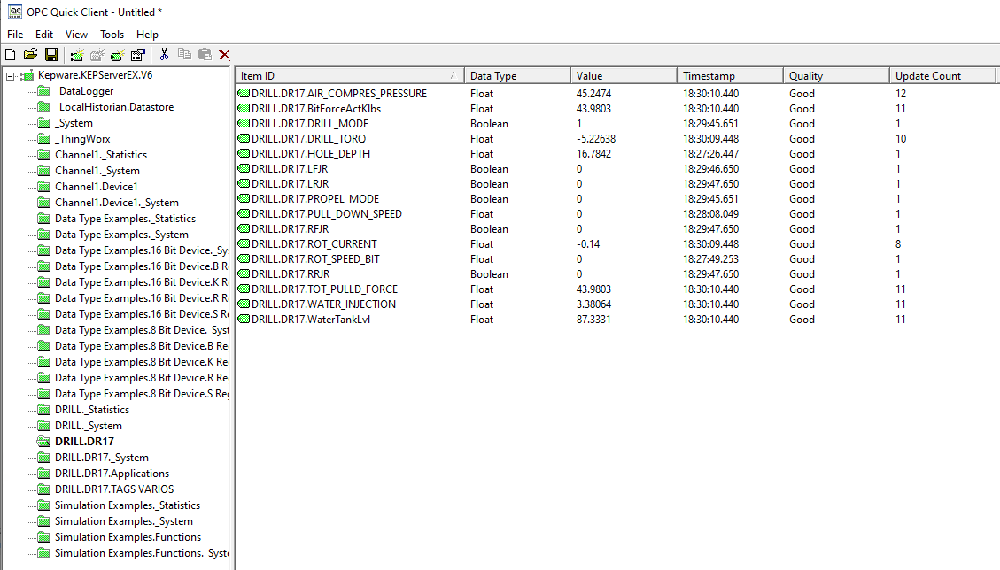 OPC Quick Client - Untitled *
File Edit View Tools Help
Kepware.KEPServerEX.V6
_DataLogger
_LocalHistorian.Datastore
_System
_ThingWorx
Channel1._Statistics
Channel1._System
Channel1.Device1
Channel1.Device1._System
Data Type Examples._Statistics
Data Type Examples._System
Data Type Examples.16 Bit Device._Sy
Data Type Examples.16 Bit Device.B Re
Data Type Examples.16 Bit Device.K Re
Data Type Examples.16 Bit Device.R Re
Data Type Examples.16 Bit Device.S Re
Data Type Examples.8 Bit Device._Syst
Data Type Examples.8 Bit Device.B Reg
Data Type Examples.8 Bit Device.K Reg
Data Type Examples.8 Bit Device.R Reg
Data Type Examples.8 Bit Device.S Reg
DRILL._Statistics
DRILL._System
DRILL.DR17
DRILL.DR17._System
DRILL.DR17.Applications
DRILL.DR17.TAGS VARIOS
Simulation Examples._Statistics
Simulation Examples._System
Simulation Examples.Functions
Simulation Examples.Functions._Syste
Item ID Data Type Value Timestamp Quality Update Count
DRILL.DR17.AIR_COMPRES_PRESSURE Float 45.2474 18:30:10.440 Good 12
DRILL.DR17.BitForceActKlbs Float 43.9803 18:30:10.440 Good 11
DRILL.DR17.DRILL_MODE Boolean 1 18:29:45.651 Good 1
DRILL.DR17.DRILL_TORQ Float -5.22638 18:30:09.448 Good 10
DRILL.DR17.HOLE_DEPTH Float 16.7842 18:27:26.447 Good 1
DRILL.DR17.LFJR Boolean 0 18:29:46.650 Good 1
DRILL.DR17.LRJR Boolean 0 18:29:47.650 Good 1
DRILL.DR17.PROPEL_MODE Boolean 0 18:29:45.651 Good 1
DRILL.DR17.PULL_DOWN_SPEED Float 0 18:28:08.049 Good 1
DRILL.DR17.RFJR Boolean 0 18:29:47.650 Good 1
DRILL.DR17.ROT_CURRENT Float -0.14 18:30:09.448 Good 8
DRILL.DR17.ROT_SPEED_BIT Float 0 18:27:49.253 Good 1
DRILL.DR17.RRJR Boolean 0 18:29:47.650 Good 1
DRILL.DR17.TOT_PULLD_FORCE Float 43.9803 18:30:10.440 Good 11
DRILL.DR17.WATER_INJECTION Float 3.38064 18:30:10.440 Good 11
DRILL.DR17.WaterTankLvl Float 87.3331 18:30:10.440 Good 11